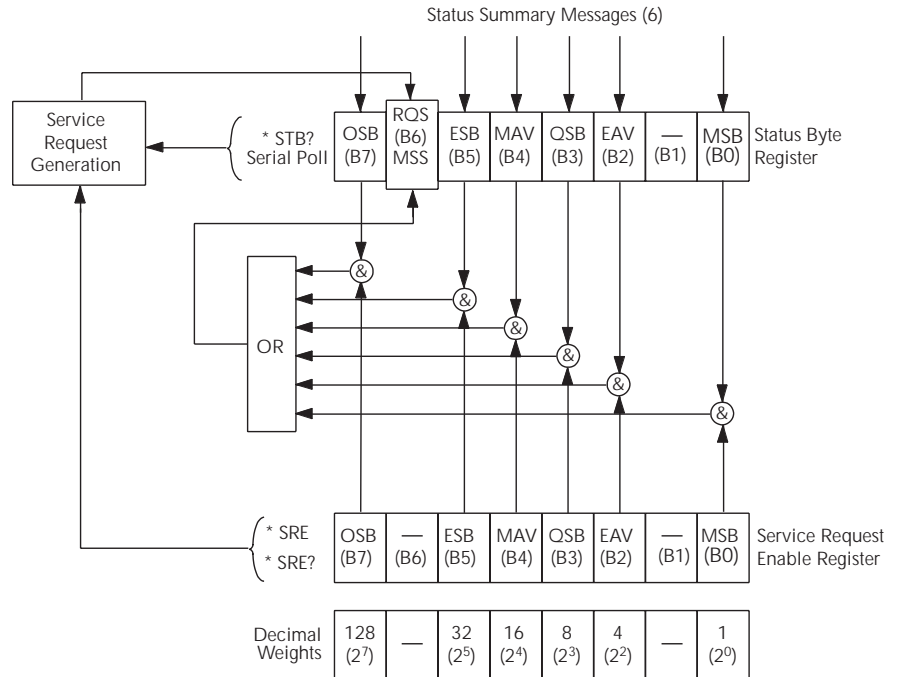 Status Summary Messages (6)
Service
Request
Generation
* STB?
Serial Poll
OSB
(B7)
RQS
(B6)
MSS
ESB
(B5)
MAV
(B4)
QSB
(B3)
EAV
(B2)
—
(B1)
MSB
(B0)
Status Byte
Register
OR
&
&
&
&
&
&
* SRE
* SRE?
OSB
(B7)
—
(B6)
ESB
(B5)
MAV
(B4)
QSB
(B3)
EAV
(B2)
—
(B1)
MSB
(B0)
Service Request
Enable Register
Decimal
Weights
128
(2⁷)
—
32
(2⁵)
16
(2⁴)
8
(2³)
4
(2²)
—
1
(2⁰)